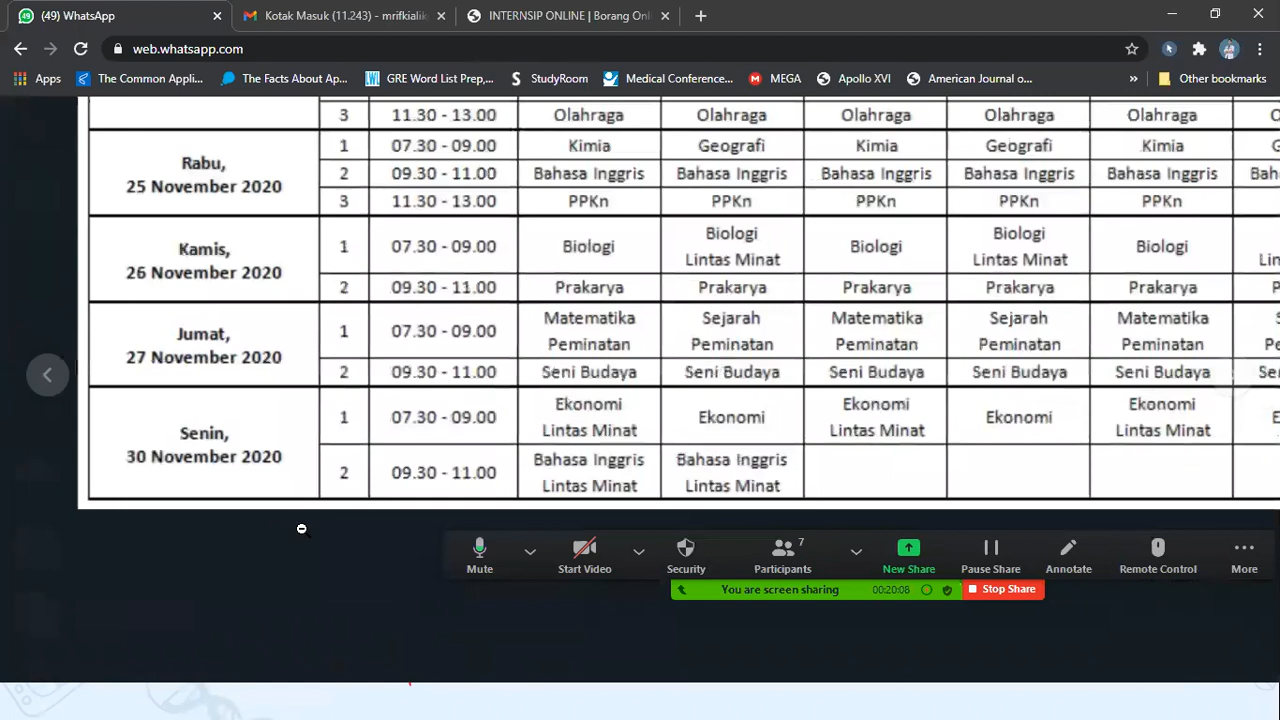 (49) WhatsApp
Kotak Masuk (11.243) - mrifkialik
INTERNSIP ONLINE | Borang Onl
web.whatsapp.com
Apps
The Common Appli...
The Facts About Ap...
GRE Word List Prep,...
StudyRoom
Medical Conference...
MEGA
Apollo XVI
American Journal o...
»
Other bookmarks
3 11.30 - 13.00 Olahraga Olahraga Olahraga Olahraga Olahraga
Rabu,
25 November 2020
1 07.30 - 09.00 Kimia Geografi Kimia Geografi Kimia
2 09.30 - 11.00 Bahasa Inggris Bahasa Inggris Bahasa Inggris Bahasa Inggris Bahasa Inggris
3 11.30 - 13.00 PPKn PPKn PPKn PPKn PPKn
Kamis,
26 November 2020
1 07.30 - 09.00 Biologi Biologi Biologi Biologi Biologi
Lintas Minat Lintas Minat
2 09.30 - 11.00 Prakarya Prakarya Prakarya Prakarya Prakarya
Jumat,
27 November 2020
1 07.30 - 09.00 Matematika Sejarah Matematika Sejarah Matematika
Peminatan Peminatan Peminatan Peminatan Peminatan
2 09.30 - 11.00 Seni Budaya Seni Budaya Seni Budaya Seni Budaya Seni Budaya
Senin,
30 November 2020
1 07.30 - 09.00 Ekonomi Ekonomi Ekonomi Ekonomi Ekonomi
Lintas Minat Lintas Minat Lintas Minat
2 09.30 - 11.00 Bahasa Inggris Bahasa Inggris
Lintas Minat Lintas Minat
Mute
Start Video
Security
Participants 7
New Share
Pause Share
Annotate
Remote Control
More
You are screen sharing 00:20:08 Stop Share